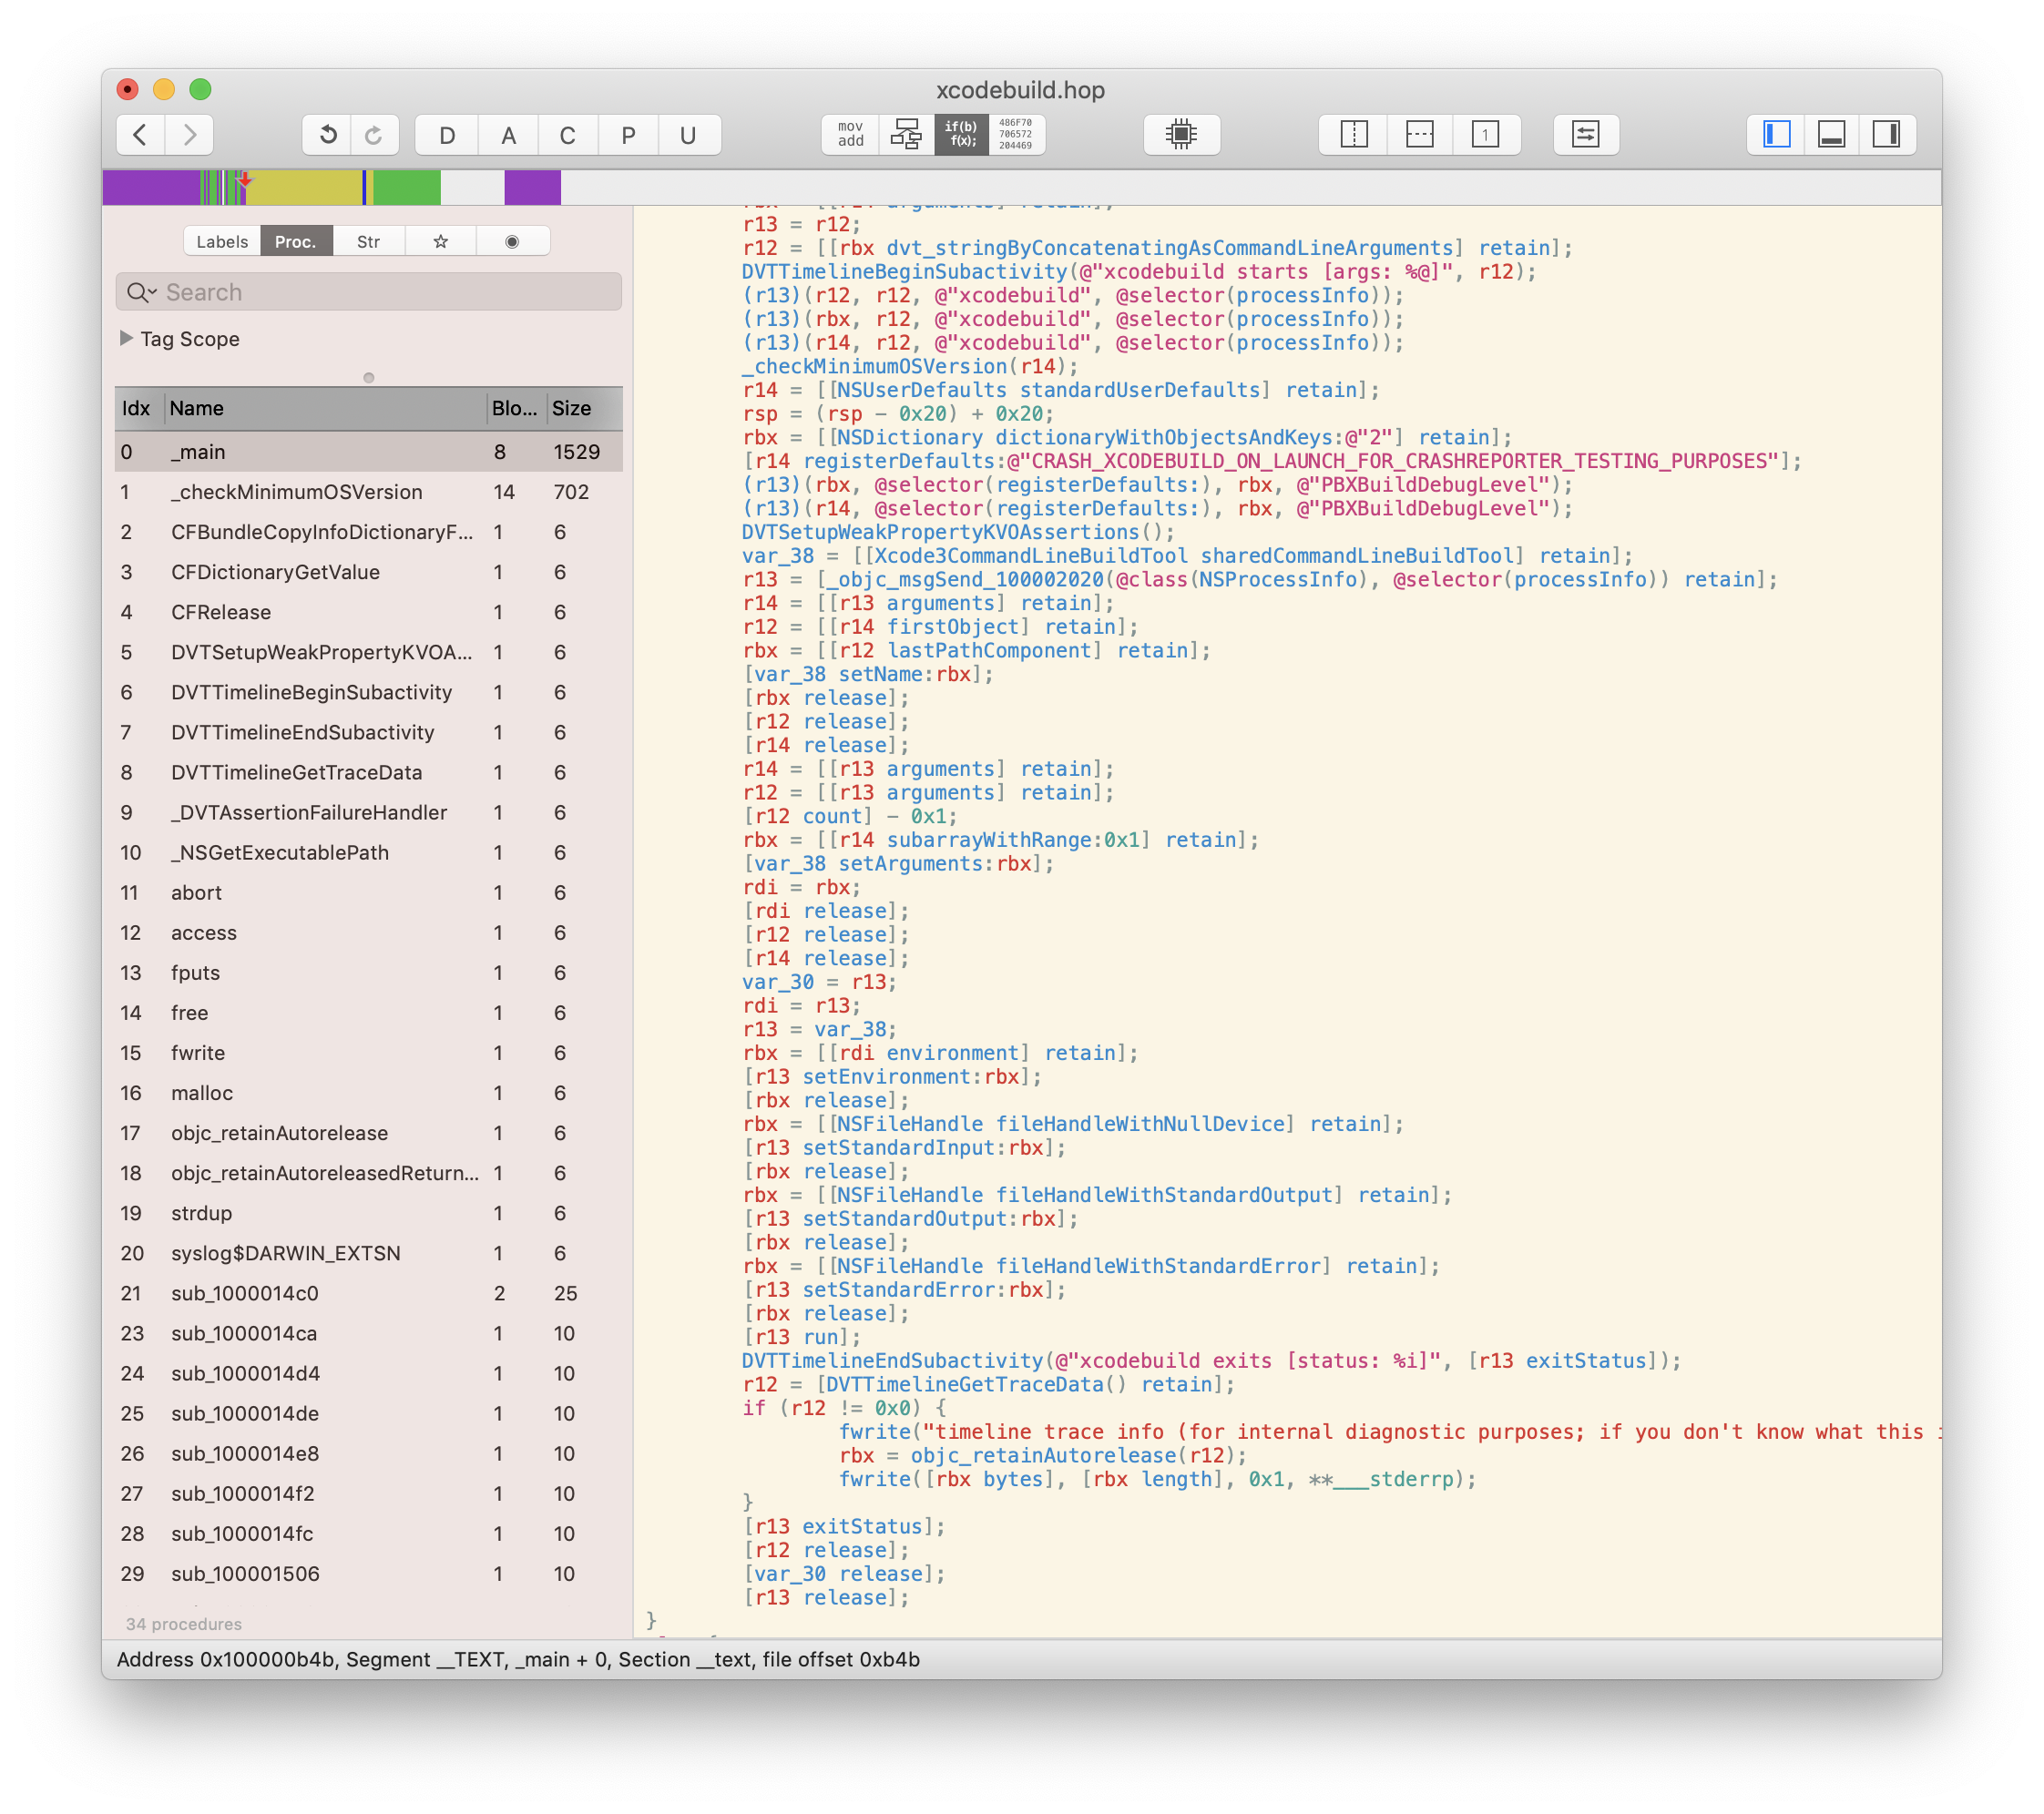 xcodebuild.hop
D A C P U
mov
add
if(b)
f(x);
486F70
706572
204469
1
Labels Proc. Str
Search
Tag Scope
Idx Name Blo... Size
0 _main 8 1529
1 _checkMinimumOSVersion 14 702
2 CFBundleCopyInfoDictionaryF... 1 6
3 CFDictionaryGetValue 1 6
4 CFRelease 1 6
5 DVTSetupWeakPropertyKVOA... 1 6
6 DVTTimelineBeginSubactivity 1 6
7 DVTTimelineEndSubactivity 1 6
8 DVTTimelineGetTraceData 1 6
9 _DVTAssertionFailureHandler 1 6
10 _NSGetExecutablePath 1 6
11 abort 1 6
12 access 1 6
13 fputs 1 6
14 free 1 6
15 fwrite 1 6
16 malloc 1 6
17 objc_retainAutorelease 1 6
18 objc_retainAutoreleasedReturn... 1 6
19 strdup 1 6
20 syslog$DARWIN_EXTSN 1 6
21 sub_1000014c0 2 25
23 sub_1000014ca 1 10
24 sub_1000014d4 1 10
25 sub_1000014de 1 10
26 sub_1000014e8 1 10
27 sub_1000014f2 1 10
28 sub_1000014fc 1 10
29 sub_100001506 1 10
34 procedures
r13 = r12;
r12 = [[rbx dvt_stringByConcatenatingAsCommandLineArguments] retain];
DVTTimelineBeginSubactivity(@"xcodebuild starts [args: %@]", r12);
(r13)(r12, r12, @"xcodebuild", @selector(processInfo));
(r13)(rbx, r12, @"xcodebuild", @selector(processInfo));
(r13)(r14, r12, @"xcodebuild", @selector(processInfo));
_checkMinimumOSVersion(r14);
r14 = [[NSUserDefaults standardUserDefaults] retain];
rsp = (rsp - 0x20) + 0x20;
rbx = [[NSDictionary dictionaryWithObjectsAndKeys:@"2"] retain];
[r14 registerDefaults:@"CRASH_XCODEBUILD_ON_LAUNCH_FOR_CRASHREPORTER_TESTING_PURPOSES"];
(r13)(rbx, @selector(registerDefaults:), rbx, @"PBXBuildDebugLevel");
(r13)(r14, @selector(registerDefaults:), rbx, @"PBXBuildDebugLevel");
DVTSetupWeakPropertyKVOAssertions();
var_38 = [[Xcode3CommandLineBuildTool sharedCommandLineBuildTool] retain];
r13 = [_objc_msgSend_100002020(@class(NSProcessInfo), @selector(processInfo)) retain];
r14 = [[r13 arguments] retain];
r12 = [[r14 firstObject] retain];
rbx = [[r12 lastPathComponent] retain];
[var_38 setName:rbx];
[rbx release];
[r12 release];
[r14 release];
r14 = [[r13 arguments] retain];
r12 = [[r13 arguments] retain];
[r12 count] - 0x1;
rbx = [[r14 subarrayWithRange:0x1] retain];
[var_38 setArguments:rbx];
rdi = rbx;
[rdi release];
[r12 release];
[r14 release];
var_30 = r13;
rdi = r13;
r13 = var_38;
rbx = [[rdi environment] retain];
[r13 setEnvironment:rbx];
[rbx release];
rbx = [[NSFileHandle fileHandleWithNullDevice] retain];
[r13 setStandardInput:rbx];
[rbx release];
rbx = [[NSFileHandle fileHandleWithStandardOutput] retain];
[r13 setStandardOutput:rbx];
[rbx release];
rbx = [[NSFileHandle fileHandleWithStandardError] retain];
[r13 setStandardError:rbx];
[rbx release];
[r13 run];
DVTTimelineEndSubactivity(@"xcodebuild exits [status: %i]", [r13 exitStatus]);
r12 = [DVTTimelineGetTraceData() retain];
if (r12 != 0x0) {
fwrite("timeline trace info (for internal diagnostic purposes; if you don't know what this
rbx = objc_retainAutorelease(r12);
fwrite([rbx bytes], [rbx length], 0x1, **___stderrp);
}
[r13 exitStatus];
[r12 release];
[var_30 release];
[r13 release];
}
Address 0x100000b4b, Segment __TEXT, _main + 0, Section __text, file offset 0xb4b